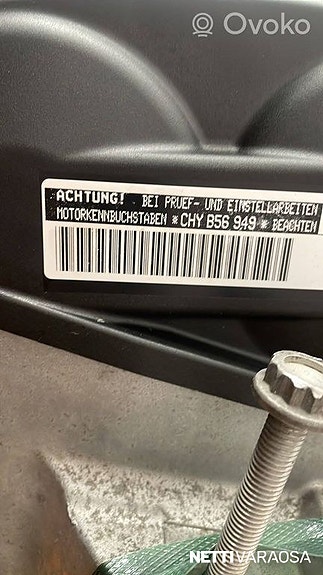 Ovoko
ACHTUNG! BEI PRUEF- UND EINSTELLARBEITEN
MOTORKENNBUCHSTABEN *CHY B56 949* BEACHTEN
NETTIVARAOSA